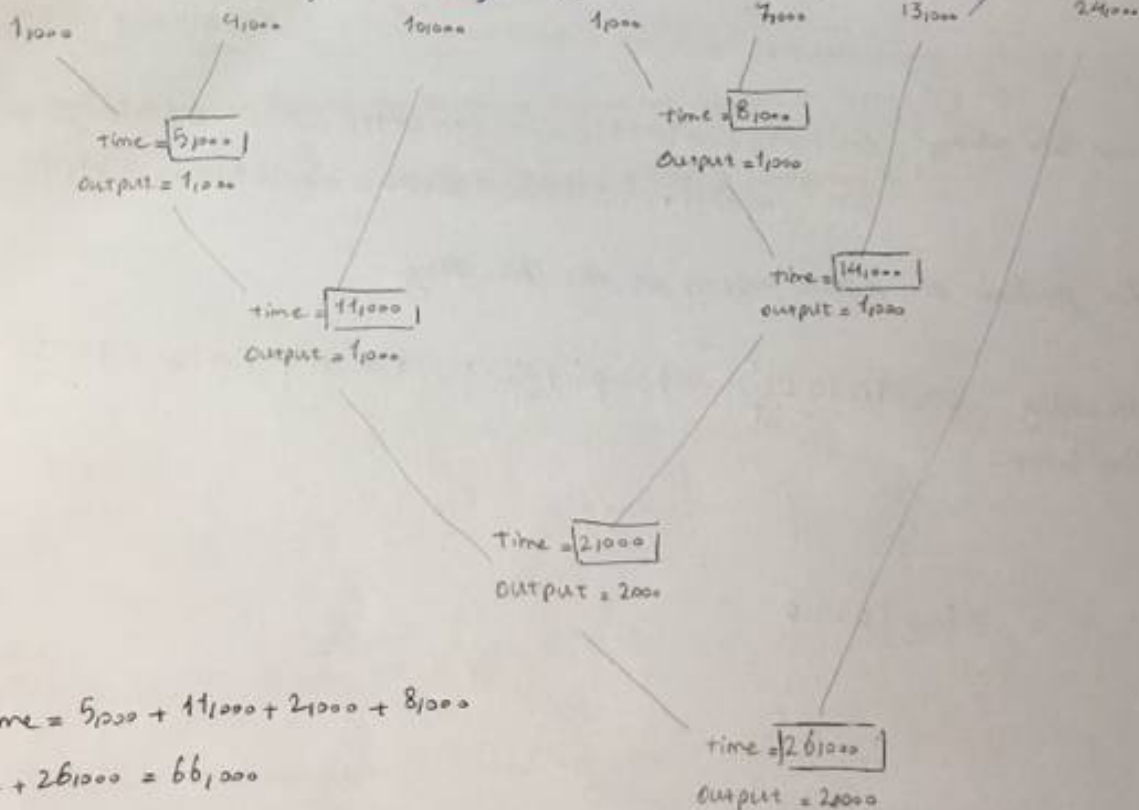 1,000 4,000 10,000 1,000 7,000 13,000 24,000
time = 5,000
output = 1,000
time = 8,000
output = 1,000
time = 11,000
output = 1,000
time = 14,000
output = 1,000
time = 2,000
output = 2000
me = 5,000 + 11,000 + 2,000 + 8,000
+ 26,000 = 66,000
time = 26,000
output = 2,000